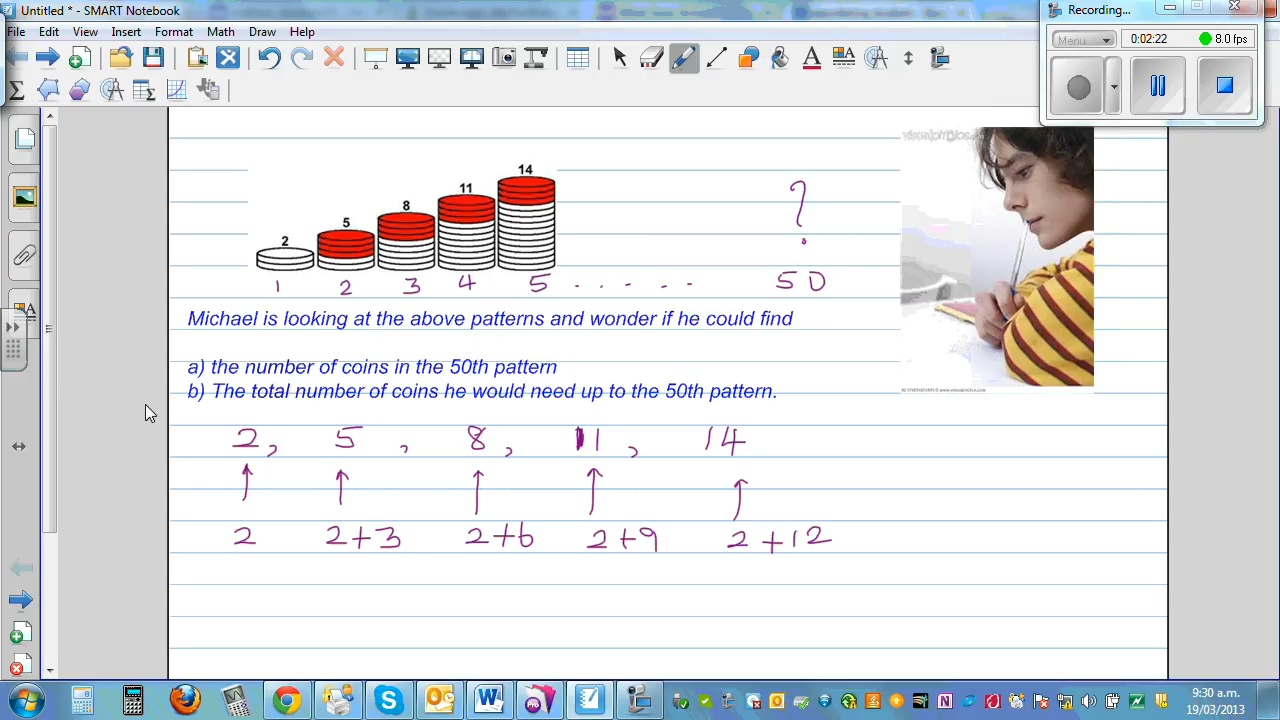 Untitled * - SMART Notebook
Recording...
File Edit View Insert Format Math Draw Help
Menu 0:02:22 8.0 fps
14
11
8
5
2
?
1 2 3 4 5 . . . . . 50
Michael is looking at the above patterns and wonder if he could find
a) the number of coins in the 50th pattern
b) The total number of coins he would need up to the 50th pattern.
2, 5, 8, 11, 14
2 2+3 2+6 2+9 2+12
9:30 a.m.
19/03/2013